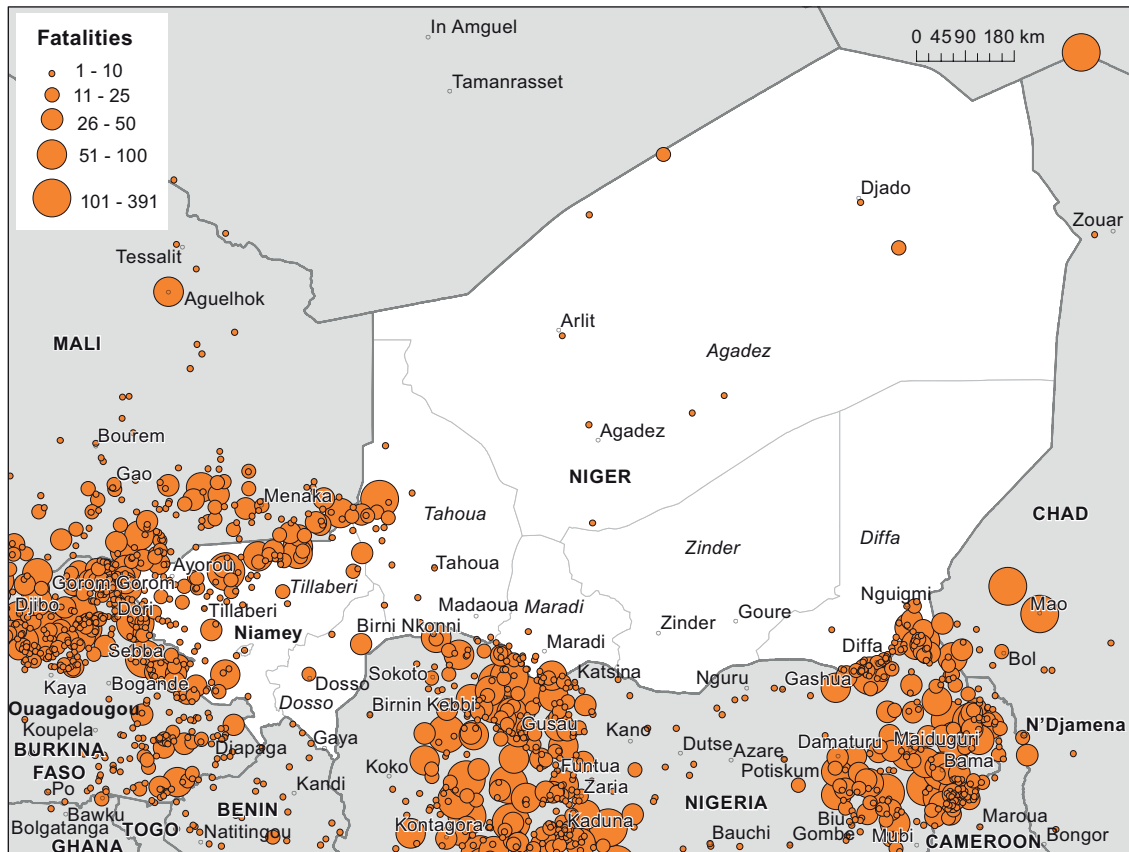 Fatalities
1 - 10
11 - 25
26 - 50
51 - 100
101 - 391
0 45 90 180 km
In Amguel
Tamanrasset
Djado
Zouar
Tessalit
Aguelhok
Arlit
MALI
Agadez
Bourem
Agadez
Gao
NIGER
Menaka
Tahoua
CHAD
Zinder
Diffa
Ayorou
Tahoua
Gorom Gorom
Tillaberi
Nguigmi
Djibo
Dori
Tillaberi
Madaoua
Maradi
Goure
Mao
Niamey
Birni Nkonni
Zinder
Maradi
Diffa
Sebba
Bol
Kaya
Bogande
Dosso
Sokoto
Katsina
Nguru
Gashua
Ouagadougou
Dosso
Birnin Kebbi
Koupela
Gusau
Kano
N'Djamena
BURKINA
FASO
Diapaga
Gaya
Dutse
Azare
Damaturu
Maiduguri
Po
Kandi
Koko
Funtua
Zaria
Potiskum
Bama
Bawku
BENIN
NIGERIA
Bolgatanga
TOGO
Natitingou
Kontagora
Kaduna
Bauchi
Biu
Gombe
Mubi
Maroua
GHANA
CAMEROON
Bongor